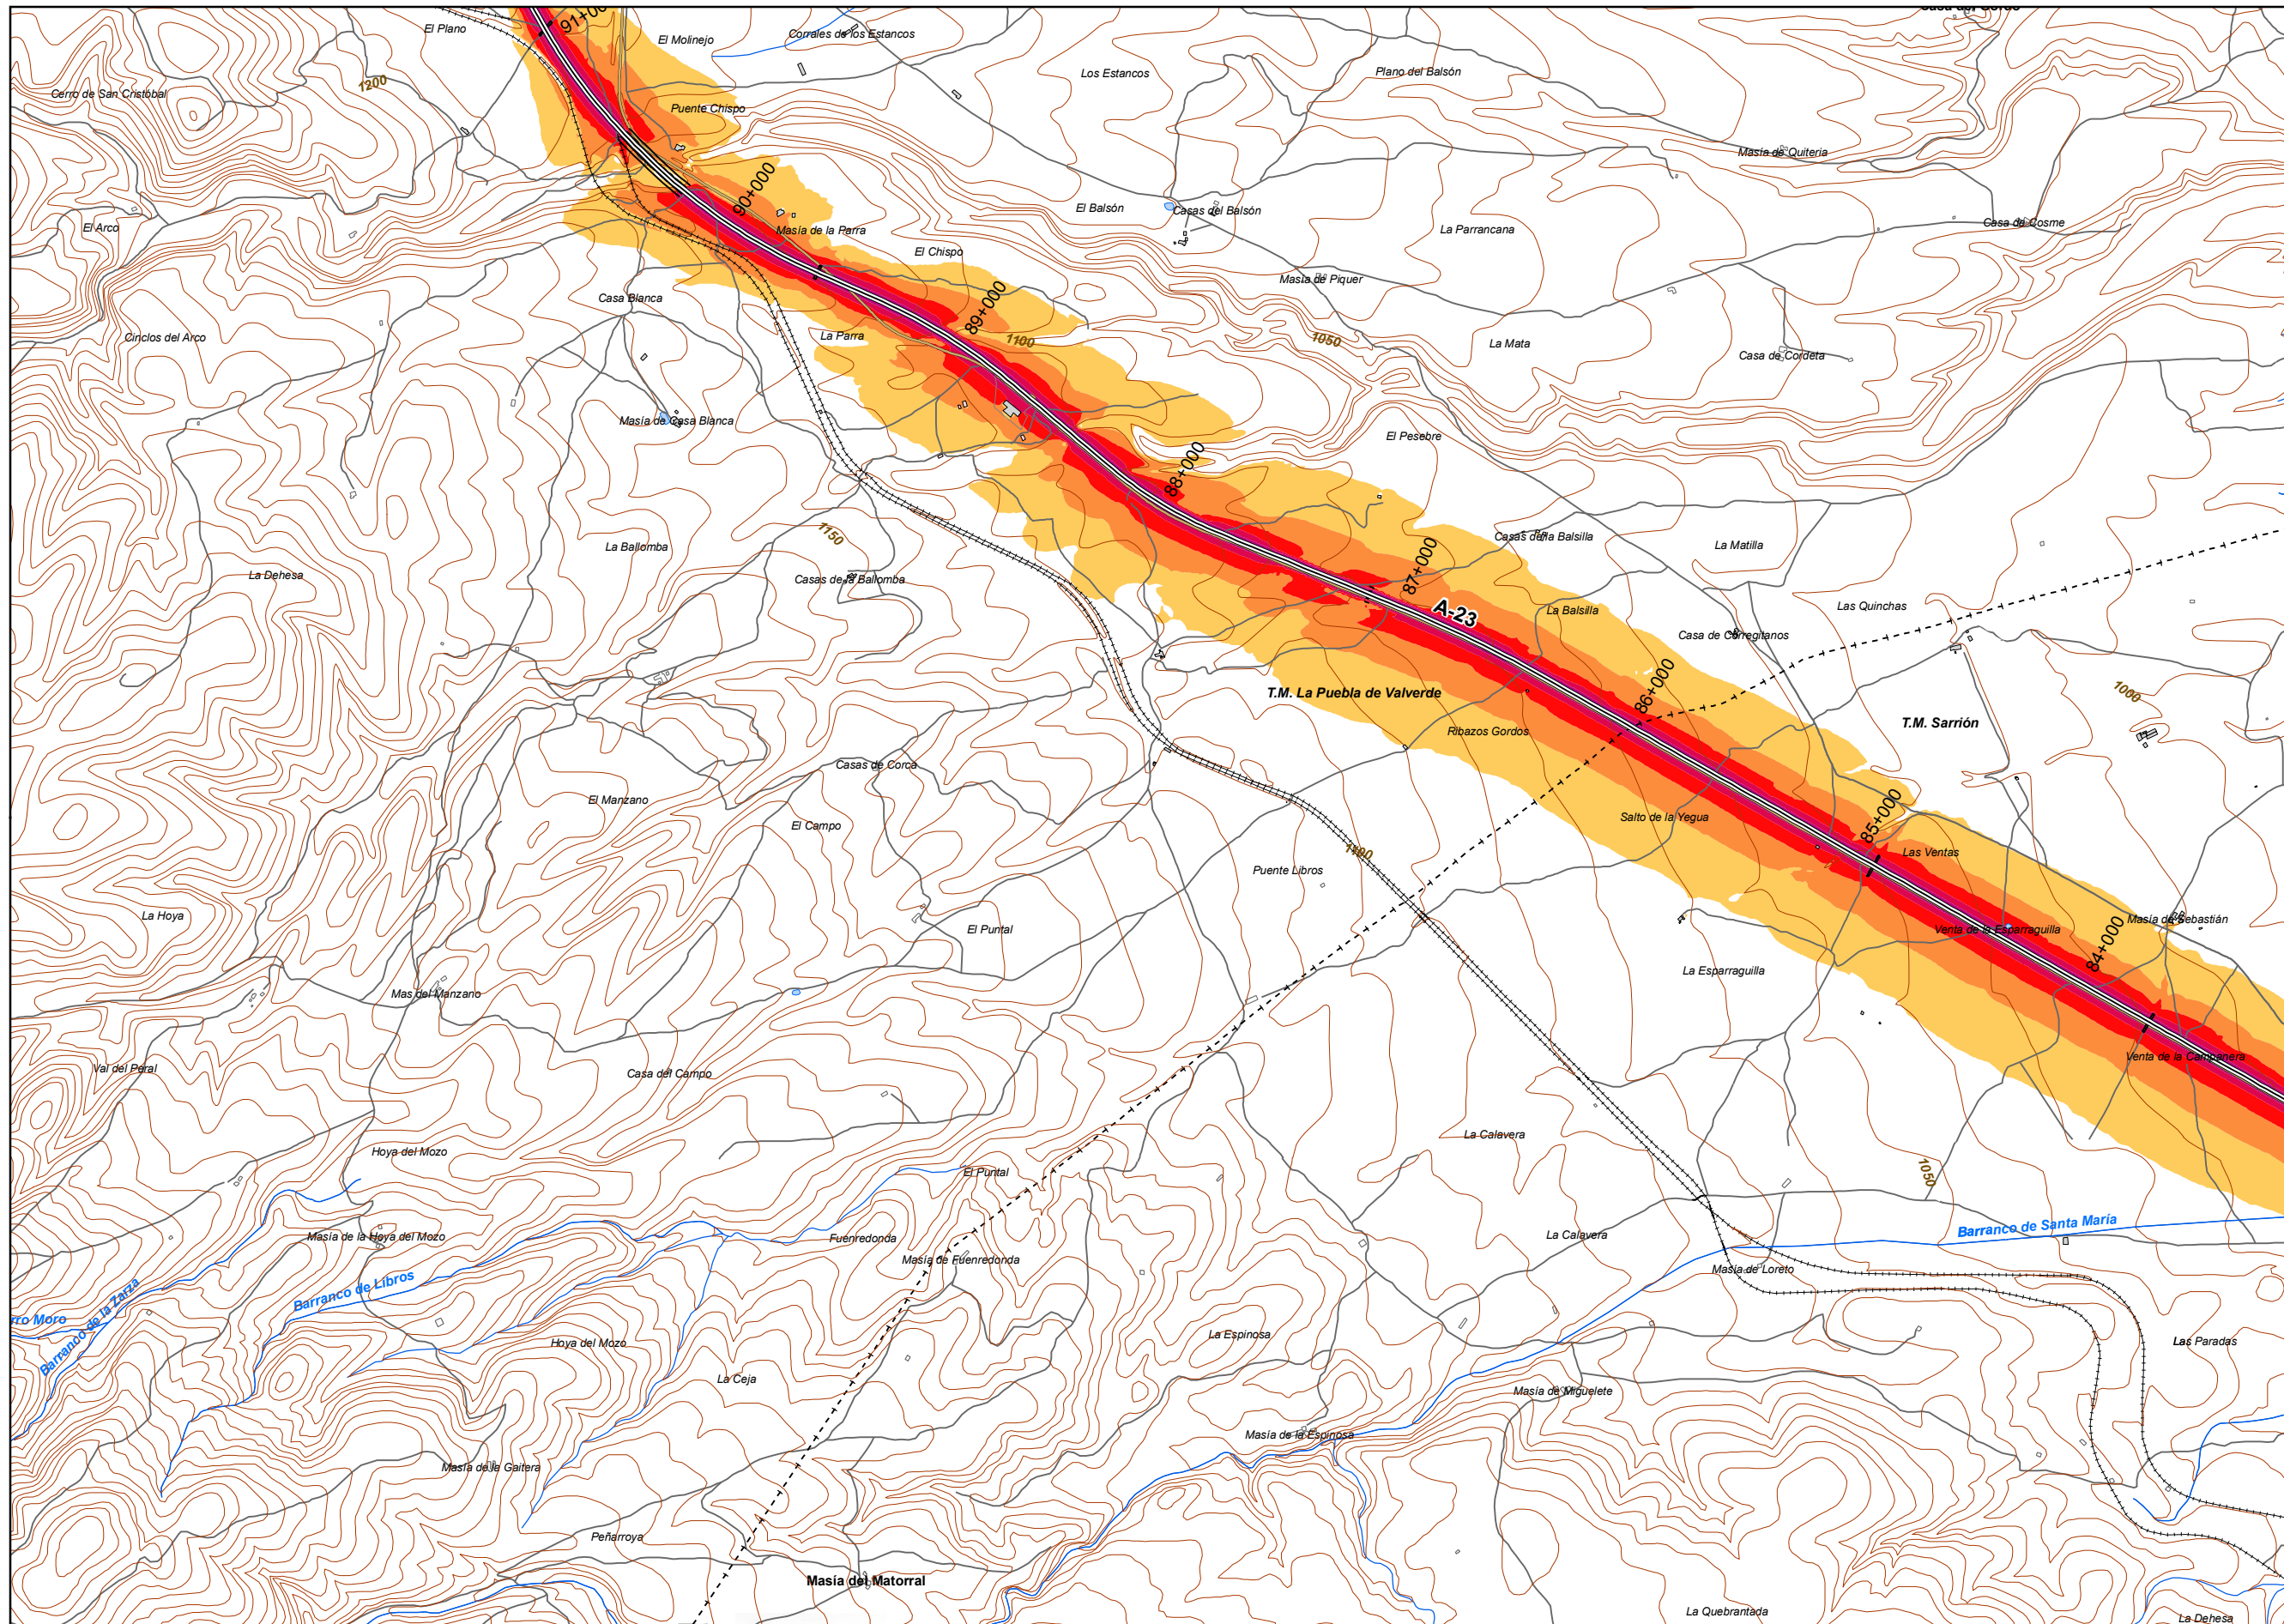 91+00
El Plano
El Molinejo
Corrales de los Estancos
Los Estancos
Plano del Balsón
Cerro de San Cristóbal
1200
Puente Chispo
Masía de Quiteria
90+000
El Balsón
Casas del Balsón
Casa de Cosme
El Arco
Masía de la Parra
La Parrancana
El Chispo
Masía de Piquer
Casa Blanca
89+000
Cinclos del Arco
La Parra
1100
1050
La Mata
Casa de Cordeta
Masía de Casa Blanca
El Pesebre
88+000
1150
La Ballomba
Casas de la Balsilla
La Matilla
La Dehesa
Casas de la Ballomba
87+000
A-23
La Balsilla
Las Quinchas
Casa de Corregitanos
86+000
T.M. La Puebla de Valverde
1000
T.M. Sarrión
Ribazos Gordos
Casas de Corca
El Manzano
El Campo
Salto de la Yegua
85+000
1100
Las Ventas
Puente Libros
La Hoya
El Puntal
Masía de Sebastián
Venta de la Esparraguilla
84+000
La Esparraguilla
Mas del Manzano
Val del Peral
Casa del Campo
Venta de la Campanera
La Calavera
Hoya del Mozo
El Puntal
1050
Barranco de Santa María
Masía de la Hoya del Mozo
Fuenredonda
La Calavera
Masía de Fuenredonda
Masía de Loreto
Barranco de Libros
rro Moro
Barranco de la Zarza
Hoya del Mozo
La Espinosa
Las Paradas
La Ceja
Masía de Miguelete
Masía de la Espinosa
Masía de la Gaitera
Peñarroya
Masía del Matorral
La Quebrantada
La Dehesa